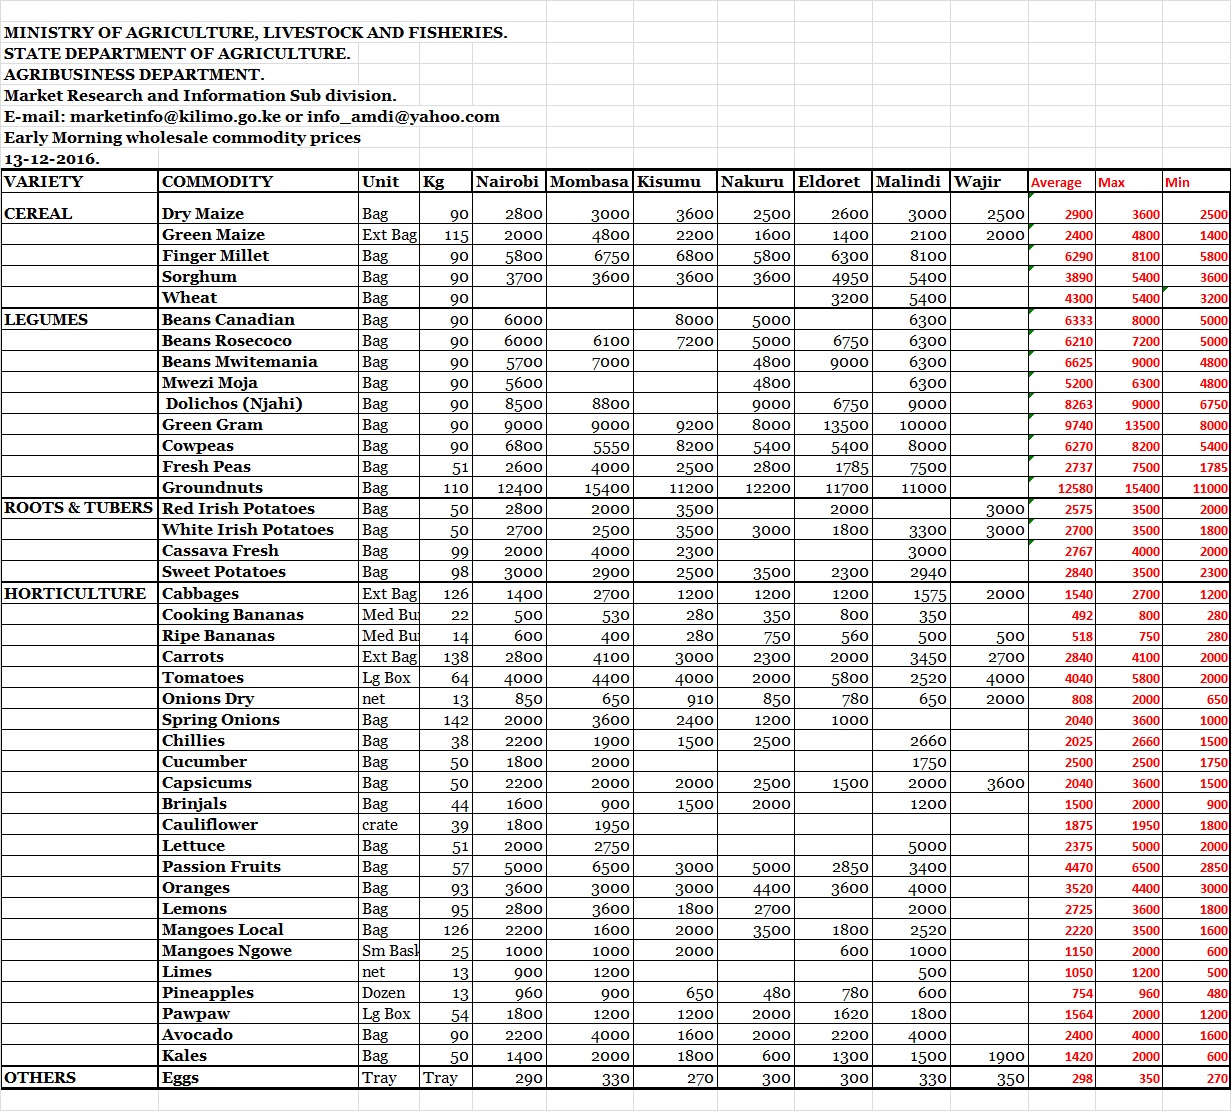 MINISTRY OF AGRICULTURE, LIVESTOCK AND FISHERIES.
STATE DEPARTMENT OF AGRICULTURE.
AGRIBUSINESS DEPARTMENT.
Market Research and Information Sub division.
E-mail: marketinfo@kilimo.go.ke or info_amdi@yahoo.com
Early Morning wholesale commodity prices
13-12-2016.
VARIETY COMMODITY Unit Kg Nairobi Mombasa Kisumu Nakuru Eldoret Malindi Wajir Average Max Min
CEREAL Dry Maize Bag 90 2800 3000 3600 2500 2600 3000 2500 2900 3600 2500
Green Maize Ext Bag 115 2000 4800 2200 1600 1400 2100 2000 2400 4800 1400
Finger Millet Bag 90 5800 6750 6800 5800 6300 8100 6290 8100 5800
Sorghum Bag 90 3700 3600 3600 3600 4950 5400 3890 5400 3600
Wheat Bag 90 3200 5400 4300 5400 3200
LEGUMES Beans Canadian Bag 90 6000 8000 5000 6300 6333 8000 5000
Beans Rosecoco Bag 90 6000 6100 7200 5000 6750 6300 6210 7200 5000
Beans Mwitemania Bag 90 5700 7000 4800 9000 6300 6625 9000 4800
Mwezi Moja Bag 90 5600 4800 6300 5200 6300 4800
Dolichos (Njahi) Bag 90 8500 8800 9000 6750 9000 8263 9000 6750
Green Gram Bag 90 9000 9000 9200 8000 13500 10000 9740 13500 8000
Cowpeas Bag 90 6800 5550 8200 5400 5400 8000 6270 8200 5400
Fresh Peas Bag 51 2600 4000 2500 2800 1785 7500 2737 7500 1785
Groundnuts Bag 110 12400 15400 11200 12200 11700 11000 12580 15400 11000
ROOTS & TUBERS Red Irish Potatoes Bag 50 2800 2000 3500 2000 3000 2575 3500 2000
White Irish Potatoes Bag 50 2700 2500 3500 3000 1800 3300 3000 2700 3500 1800
Cassava Fresh Bag 99 2000 4000 2300 3000 2767 4000 2000
Sweet Potatoes Bag 98 3000 2900 2500 3500 2300 2940 2840 3500 2300
HORTICULTURE Cabbages Ext Bag 126 1400 2700 1200 1200 1200 1575 2000 1540 2700 1200
Cooking Bananas Med Bu 22 500 530 280 350 800 350 492 800 280
Ripe Bananas Med Bu 14 600 400 280 750 560 500 500 518 750 280
Carrots Ext Bag 138 2800 4100 3000 2300 2000 3450 2700 2840 4100 2000
Tomatoes Lg Box 64 4000 4400 4000 2000 5800 2520 4000 4040 5800 2000
Onions Dry net 13 850 650 910 850 780 650 2000 808 2000 650
Spring Onions Bag 142 2000 3600 2400 1200 1000 2040 3600 1000
Chillies Bag 38 2200 1900 1500 2500 2660 2025 2660 1500
Cucumber Bag 50 1800 2000 1750 2500 2500 1750
Capsicums Bag 50 2200 2000 2000 2500 1500 2000 3600 2040 3600 1500
Brinjals Bag 44 1600 900 1500 2000 1200 1500 2000 900
Cauliflower crate 39 1800 1950 1875 1950 1800
Lettuce Bag 51 2000 2750 5000 2375 5000 2000
Passion Fruits Bag 57 5000 6500 3000 5000 2850 3400 4470 6500 2850
Oranges Bag 93 3600 3000 3000 4400 3600 4000 3520 4400 3000
Lemons Bag 95 2800 3600 1800 2700 2000 2725 3600 1800
Mangoes Local Bag 126 2200 1600 2000 3500 1800 2520 2220 3500 1600
Mangoes Ngowe Sm Bask 25 1000 1000 2000 600 1000 1150 2000 600
Limes net 13 900 1200 500 1050 1200 500
Pineapples Dozen 13 960 900 650 480 780 600 754 960 480
Pawpaw Lg Box 54 1800 1200 1200 2000 1620 1800 1564 2000 1200
Avocado Bag 90 2200 4000 1600 2000 2200 4000 2400 4000 1600
Kales Bag 50 1400 2000 1800 600 1300 1500 1900 1420 2000 600
OTHERS Eggs Tray Tray 290 330 270 300 300 330 350 298 350 270